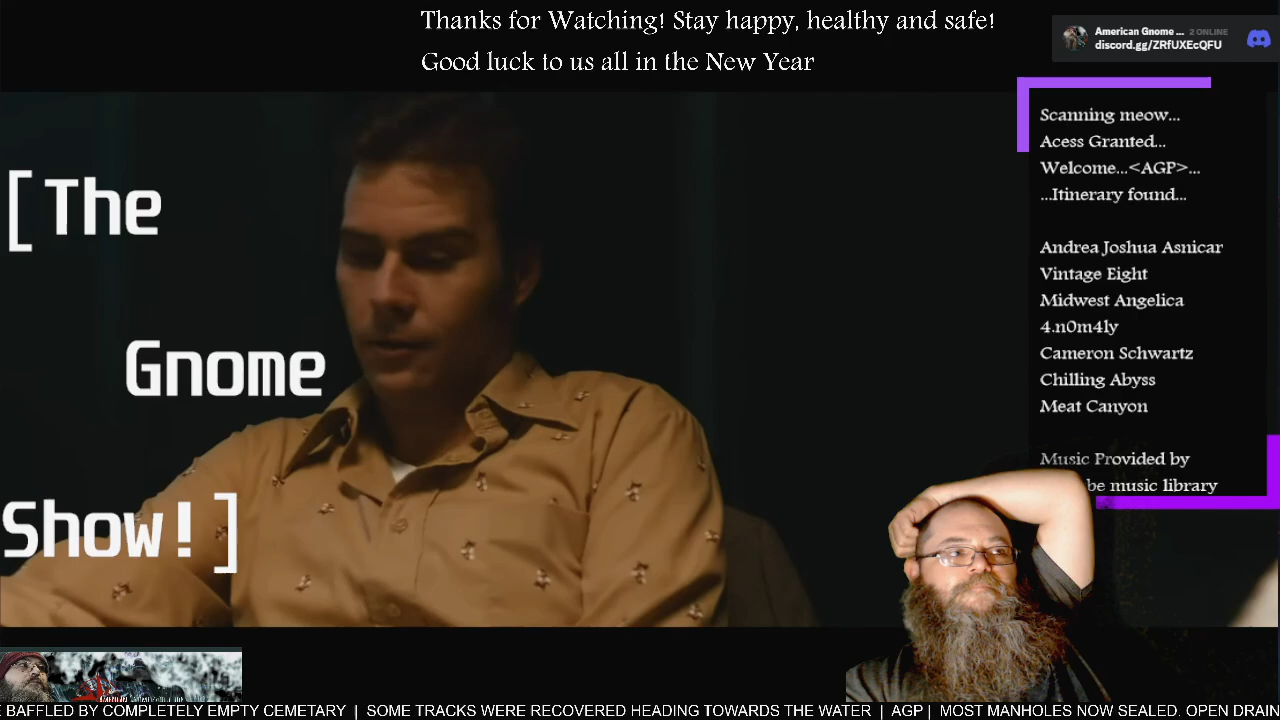 Thanks for Watching! Stay happy, healthy and safe!
Good luck to us all in the New Year
American Gnome ... 2 ONLINE
discord.gg/ZRfUXEcQFU
[The
Gnome
Show!]
Scanning meow...
Acess Granted...
Welcome...<AGP>...
...Itinerary found...
Andrea Joshua Asnicar
Vintage Eight
Midwest Angelica
4.n0m4ly
Cameron Schwartz
Chilling Abyss
Meat Canyon
Music Provided by
be music library
BAFFLED BY COMPLETELY EMPTY CEMETARY | SOME TRACKS WERE RECOVERED HEADING TOWARDS THE WATER | AGP | MOST MANHOLES NOW SEALED. OPEN DRAIN